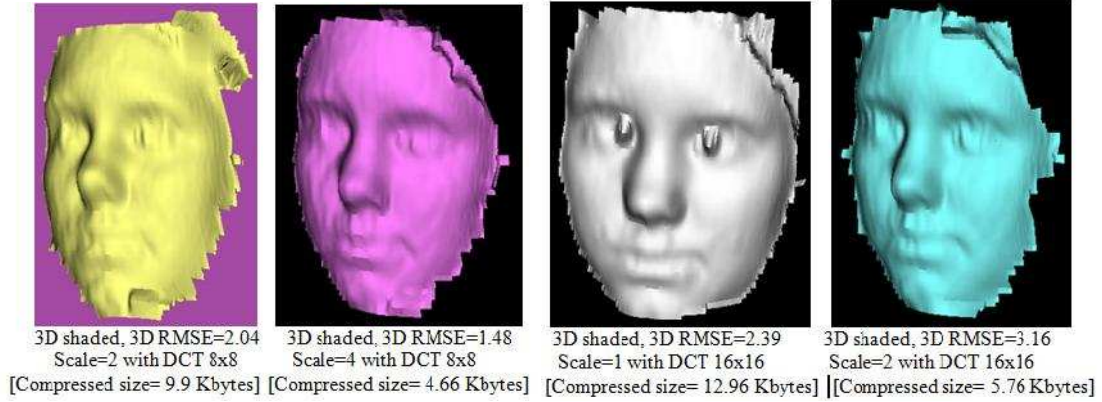 3D shaded, 3D RMSE=2.04
Scale=2 with DCT 8x8
[Compressed size= 9.9 Kbytes]
3D shaded, 3D RMSE=1.48
Scale=4 with DCT 8x8
[Compressed size= 4.66 Kbytes]
3D shaded, 3D RMSE=2.39
Scale=1 with DCT 16x16
[Compressed size= 12.96 Kbytes]
3D shaded, 3D RMSE=3.16
Scale=2 with DCT 16x16
[Compressed size= 5.76 Kbytes]